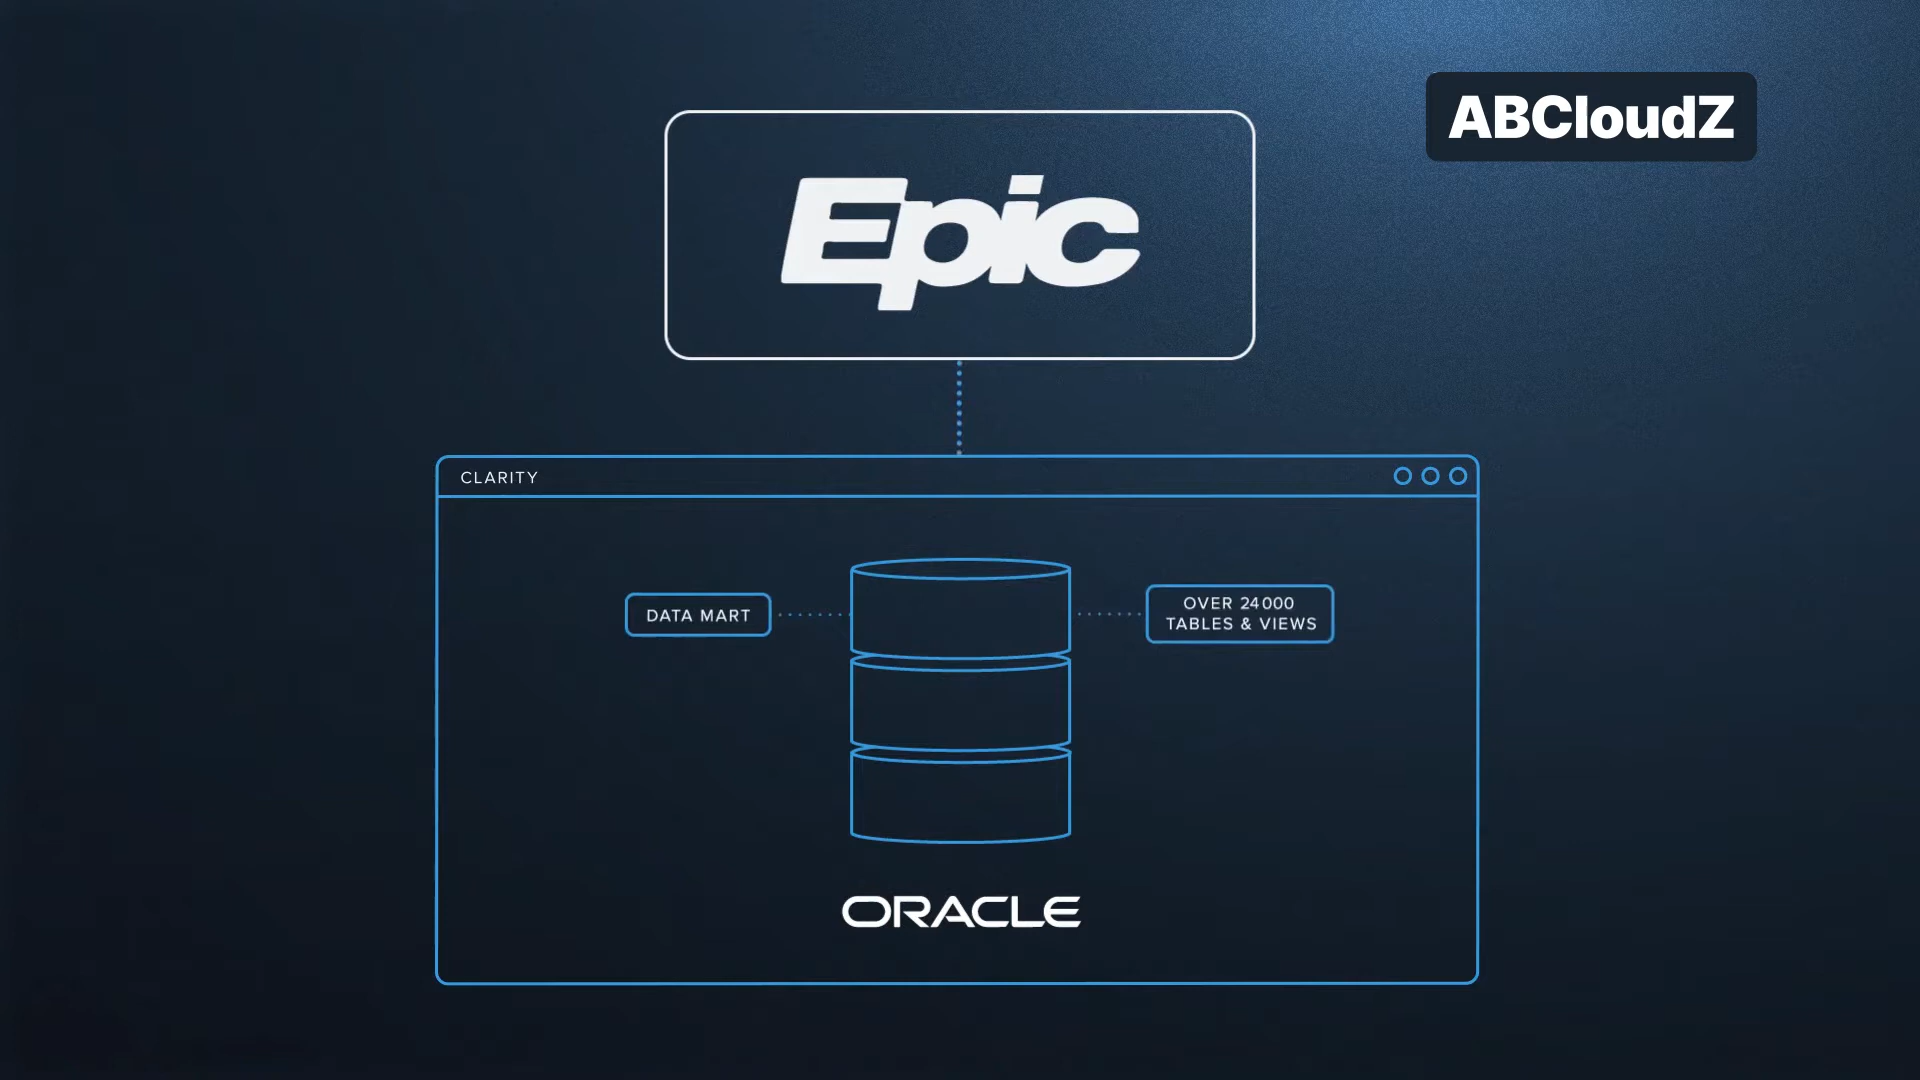 ABCloudZ
Epic
CLARITY
DATA MART
OVER 24000
TABLES & VIEWS
ORACLE